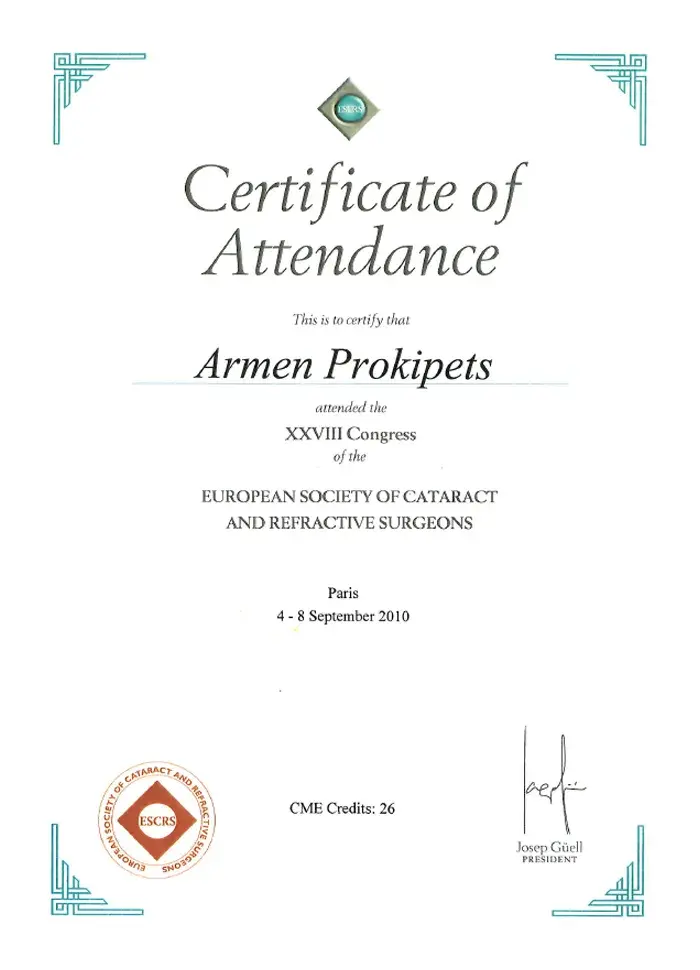 ESCRS
Certificate of
Attendance
This is to certify that
Armen Prokipets
attended the
XXVIII Congress
of the
EUROPEAN SOCIETY OF CATARACT
AND REFRACTIVE SURGEONS
Paris
4 - 8 September 2010
EUROPEAN SOCIETY OF CATARACT AND REFRACTIVE SURGEONS
ESCRS
CME Credits: 26
Josep Güell
PRESIDENT